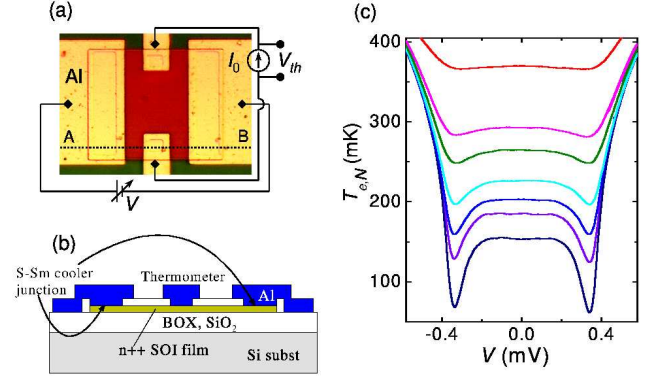 (a)
Al
A
B
I0
Vth
V
(b)
S-Sm cooler
junction
Thermometer
Al
BOX, SiO2
n++ SOI film
Si subst
(c)
400
300
200
100
Te,N (mK)
-0.4
0.0
0.4
V (mV)